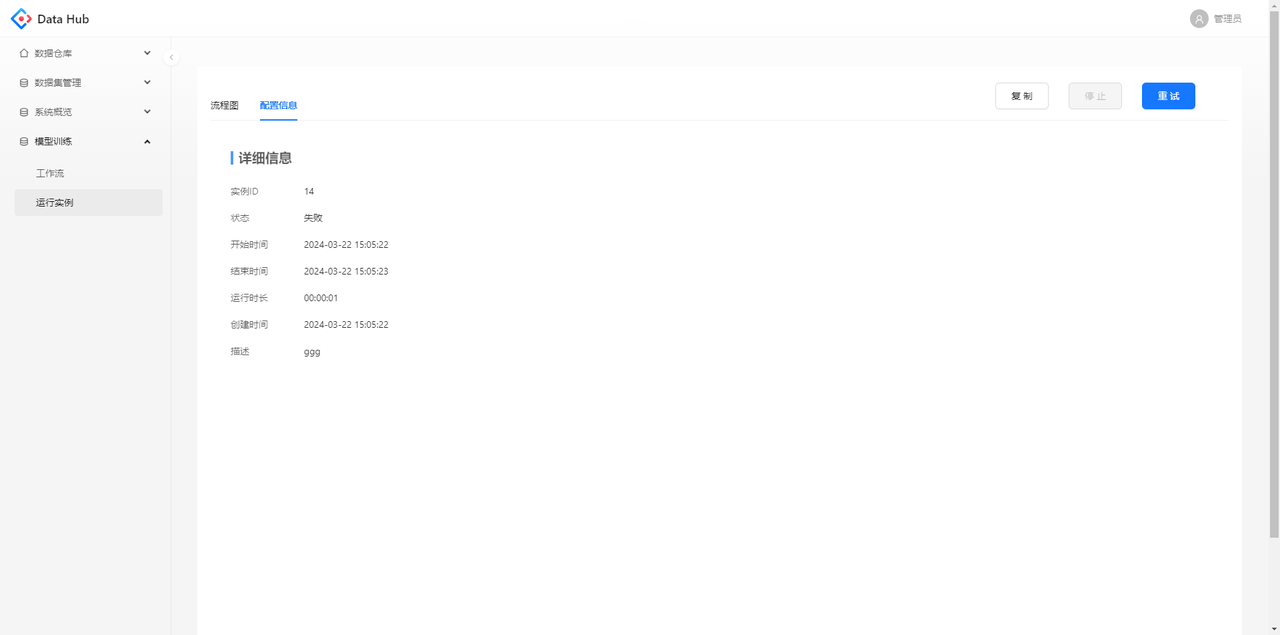 Data Hub
管理员
数据仓库
数据集管理
系统概览
模型训练
工作流
运行实例
流程图 配置信息
复 制 停 止 重 试
详细信息
实例ID 14
状态 失败
开始时间 2024-03-22 15:05:22
结束时间 2024-03-22 15:05:23
运行时长 00:00:01
创建时间 2024-03-22 15:05:22
描述 ggg